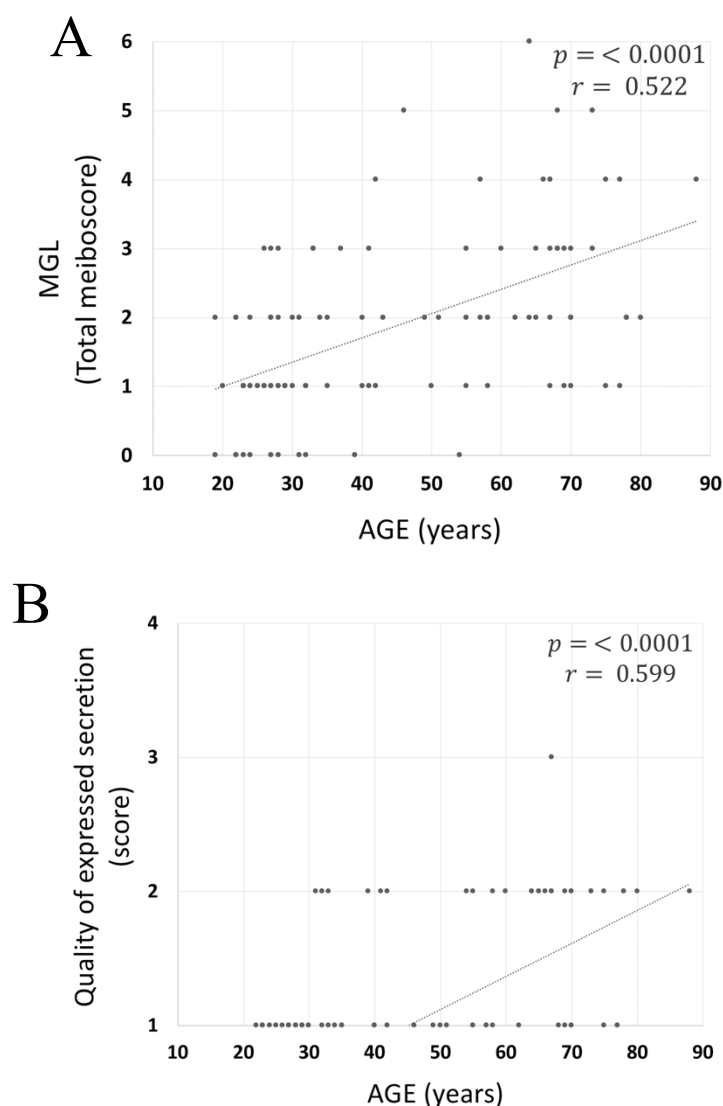 A
p = < 0.0001
r = 0.522
6
5
4
3
2
1
0
MGL
(Total meiboscore)
10 20 30 40 50 60 70 80 90
AGE (years)
B
p = < 0.0001
r = 0.599
4
3
2
1
Quality of expressed secretion
(score)
10 20 30 40 50 60 70 80 90
AGE (years)